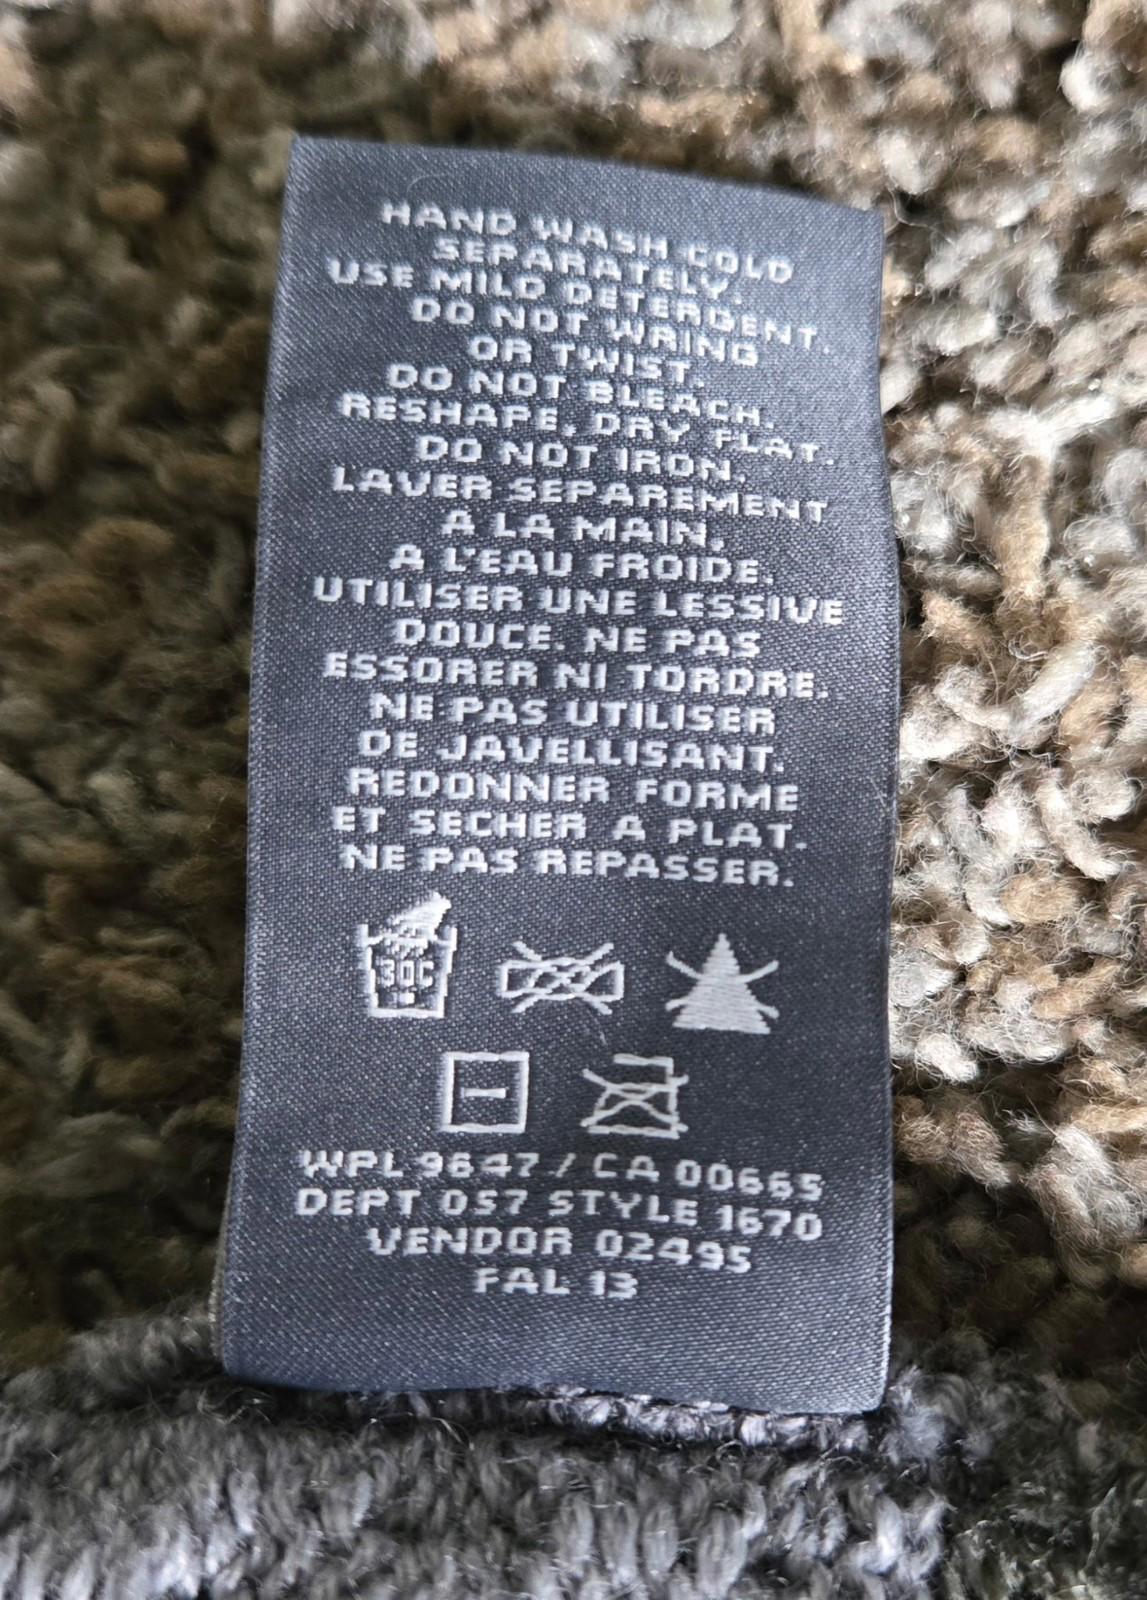 HAND WASH COLD
SEPARATELY.
USE MILD DETERGENT.
DO NOT WRING
OR TWIST.
DO NOT BLEACH.
RESHAPE, DRY FLAT.
DO NOT IRON.
LAVER SEPAREMENT
A LA MAIN,
A L'EAU FROIDE.
UTILISER UNE LESSIVE
DOUCE. NE PAS
ESSORER NI TORDRE.
NE PAS UTILISER
DE JAVELLISANT.
REDONNER FORME
ET SECHER A PLAT.
NE PAS REPASSER.
30C
WPL 9647 / CA 00665
DEPT 057 STYLE 1670
VENDOR 02495
FAL 13